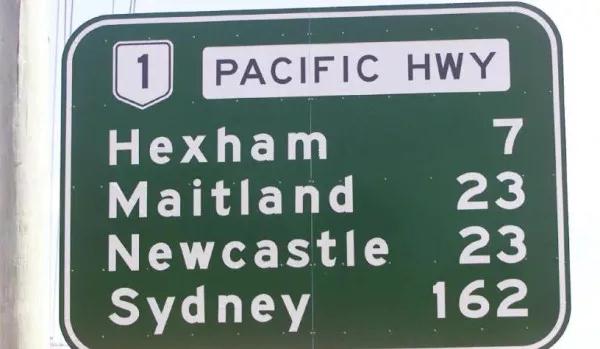 1 PACIFIC HWY
Hexham 7
Maitland 23
Newcastle 23
Sydney 162